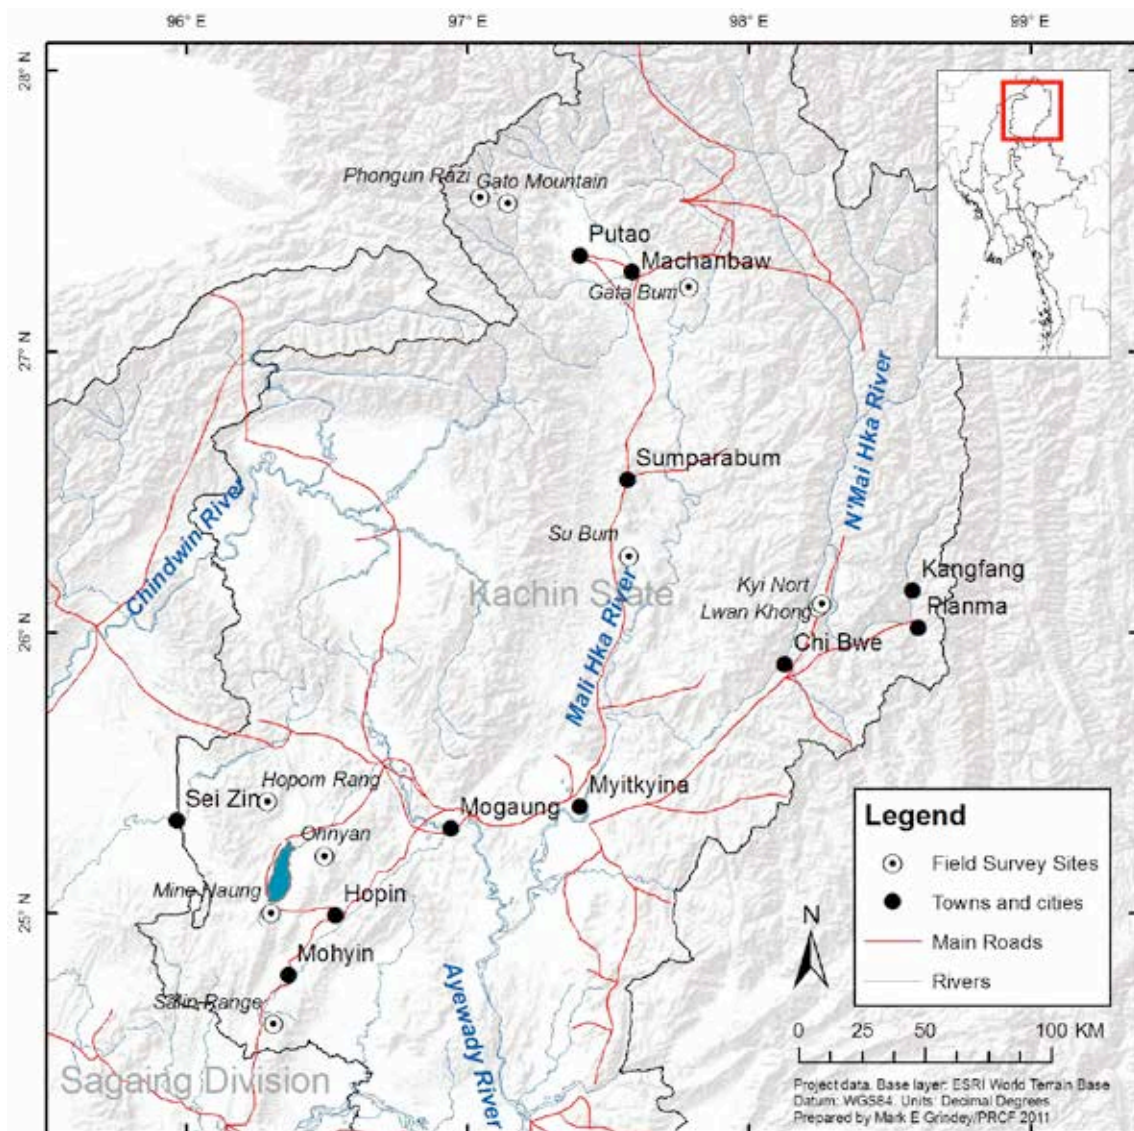 96° E
97° E
98° E
99° E
28° N
27° N
26° N
25° N
Phongun Razi
Gato Mountain
Putao
Machanbaw
Gata Bum
Sumparabum
N'Mai Hka River
Chindwin River
Su Bum
Kachin State
Kyi Nort
Lwan Khong
Kangfang
Pianma
Chi Bwe
Mali Hka River
Hopom Rang
Sei Zin
Mogaung
Myitkyina
Ohnyan
Mine Naung
Hopin
Mohyin
Salin Range
Ayewady River
Sagaing Division
Legend
Field Survey Sites
Towns and cities
Main Roads
Rivers
N
0 25 50 100 KM
Project data. Base layer: ESRI World Terrain Base
Datum: WGS84. Units: Decimal Degrees
Prepared by Mark E Grindey/PRCF 2011